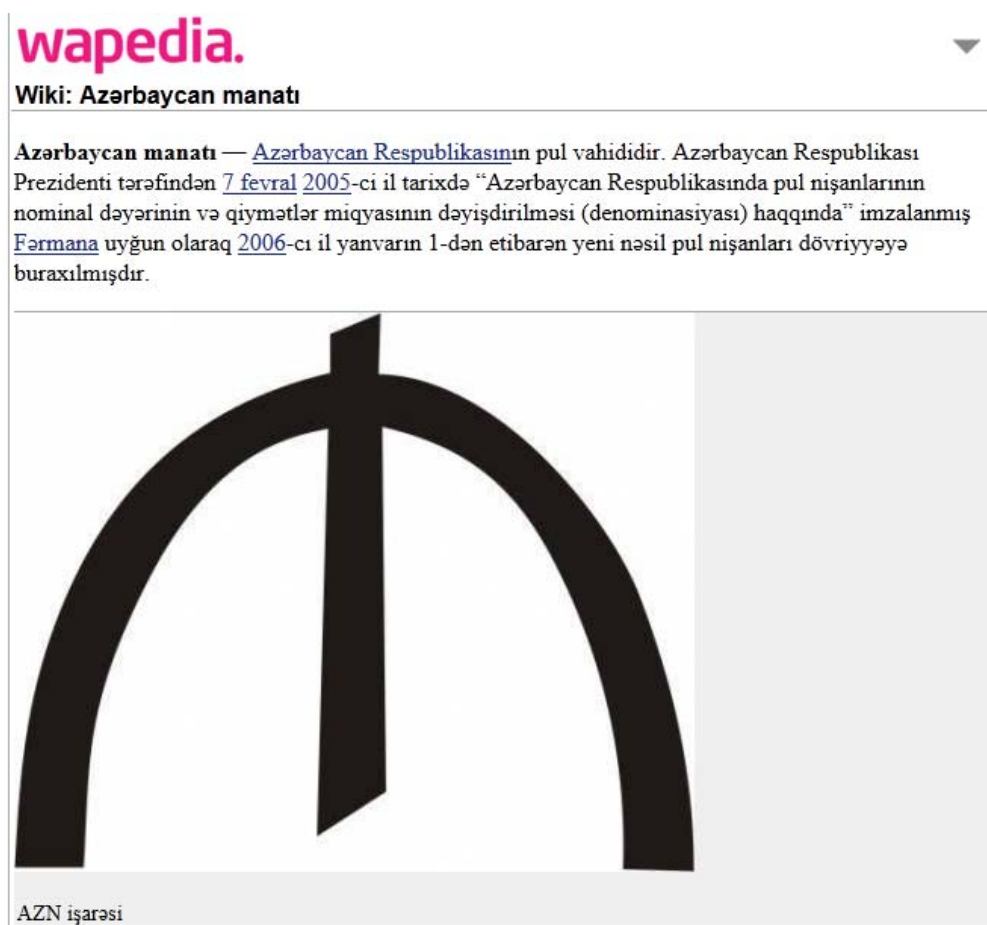 wapedia.
Wiki: Azərbaycan manatı
Azərbaycan manatı — Azərbaycan Respublikasının pul vahididir. Azərbaycan Respublikası
Prezidenti tərəfindən 7 fevral 2005-ci il tarixdə “Azərbaycan Respublikasında pul nişanlarının
nominal dəyərinin və qiymətlər miqyasının dəyişdirilməsi (denominasiyası) haqqında” imzalanmış
Fərmana uyğun olaraq 2006-cı il yanvarın 1-dən etibarən yeni nəsil pul nişanları dövriyyəyə
buraxılmışdır.
AZN işarəsi